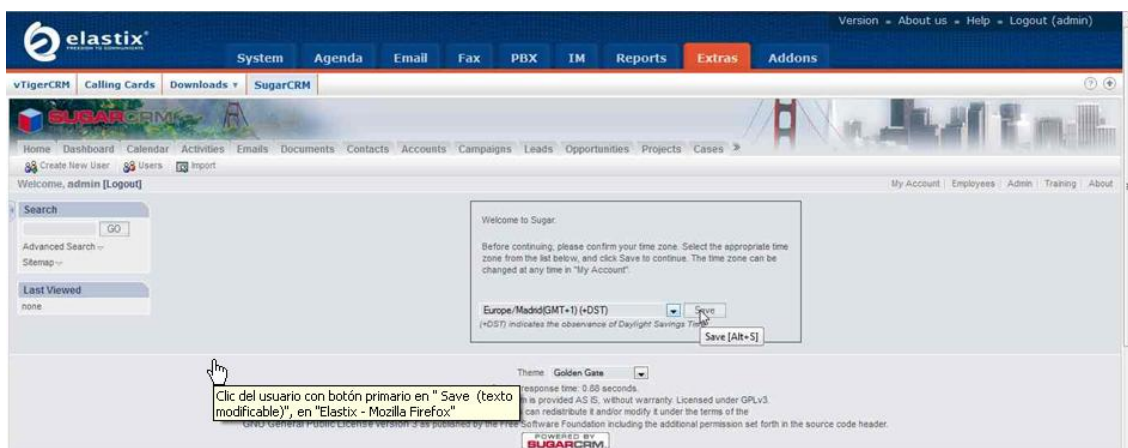 Version - About us - Help - Logout (admin)
elastix
FREEDOM TO COMMUNICATE
System Agenda Email Fax PBX IM Reports Extras Addons
vTigerCRM Calling Cards Downloads SugarCRM
SUGARCRM
Home Dashboard Calendar Activities Emails Documents Contacts Accounts Campaigns Leads Opportunities Projects Cases
Create New User Users Import
Welcome, admin [Logout] My Account Employees Admin Training About
Search
GO
Advanced Search
Sitemap
Last Viewed
none
Welcome to Sugar.
Before continuing, please confirm your time zone. Select the appropriate time
zone from the list below, and click Save to continue. The time zone can be
changed at any time in "My Account".
Europe/Madrid(GMT+1) (+DST) Save
(+DST) indicates the observance of Daylight Savings Time
Save [Alt+S]
Theme Golden Gate
response time: 0.68 seconds.
is provided AS IS, without warranty. Licensed under GPLv3.
can redistribute it and/or modify it under the terms of the
GNU General Public License version 3 as published by the Free Software Foundation including the additional permission set forth in the source code header.
Clic del usuario con botón primario en " Save (texto
modificable)", en "Elastix - Mozilla Firefox"
POWERED BY
SUGARCRM